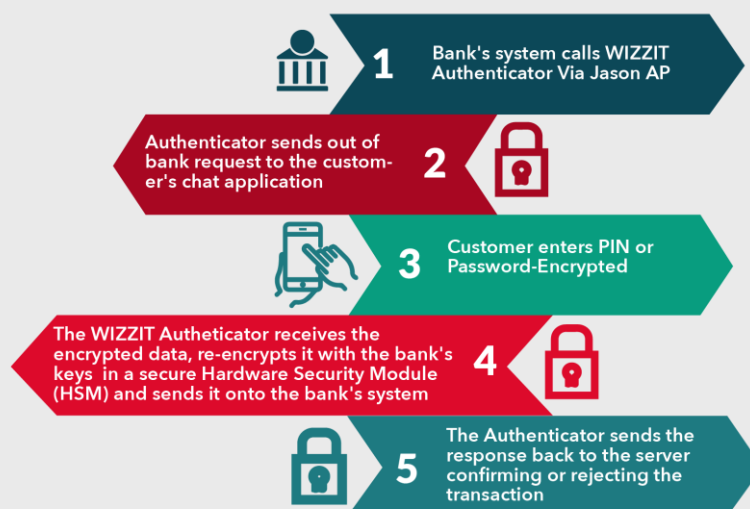 1
Bank's system calls WIZZIT
Authenticator Via Jason AP
Authenticator sends out of
bank request to the custom-
er's chat application
2
3
Customer enters PIN or
Password-Encrypted
The WIZZIT Autheticator receives the
encrypted data, re-encrypts it with the bank's
keys in a secure Hardware Security Module
(HSM) and sends it onto the bank's system
4
5
The Authenticator sends the
response back to the server
confirming or rejecting the
transaction